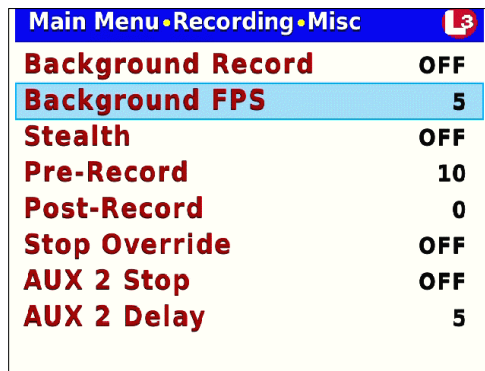 Main Menu•Recording•Misc L3
Background Record OFF
Background FPS 5
Stealth OFF
Pre-Record 10
Post-Record 0
Stop Override OFF
AUX 2 Stop OFF
AUX 2 Delay 5